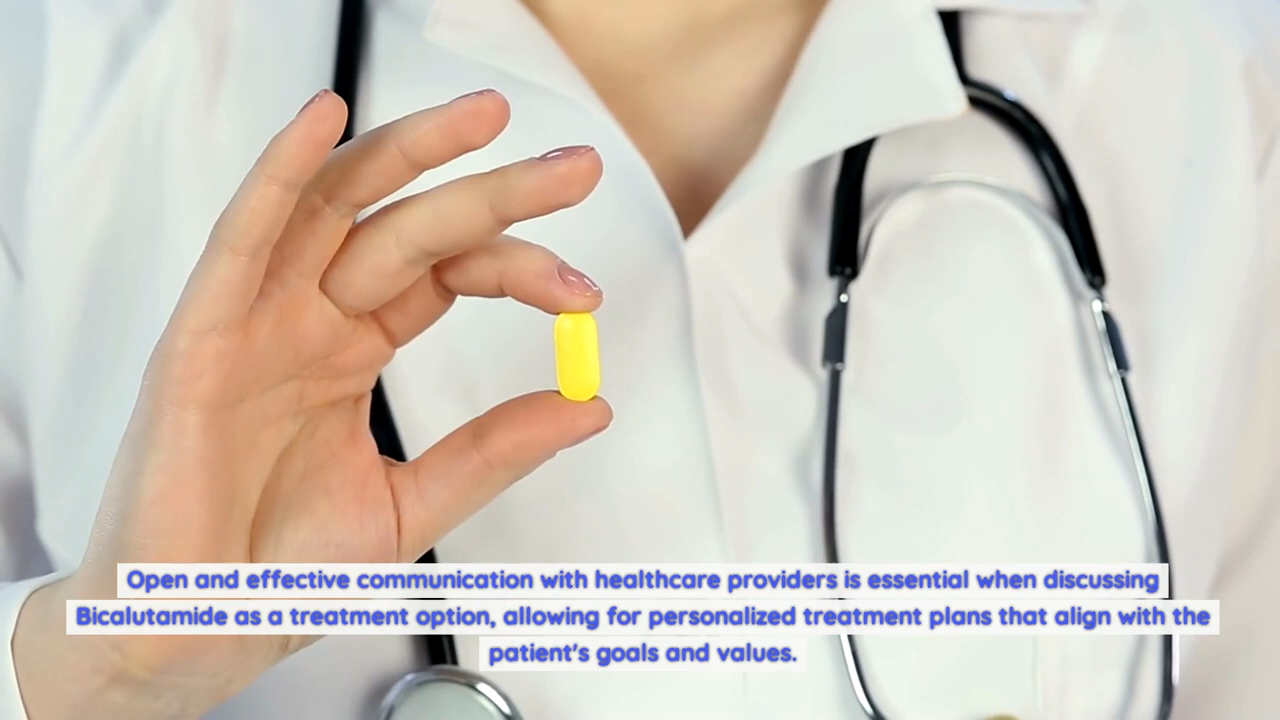 Open and effective communication with healthcare providers is essential when discussing
Bicalutamide as a treatment option, allowing for personalized treatment plans that align with the
patient's goals and values.